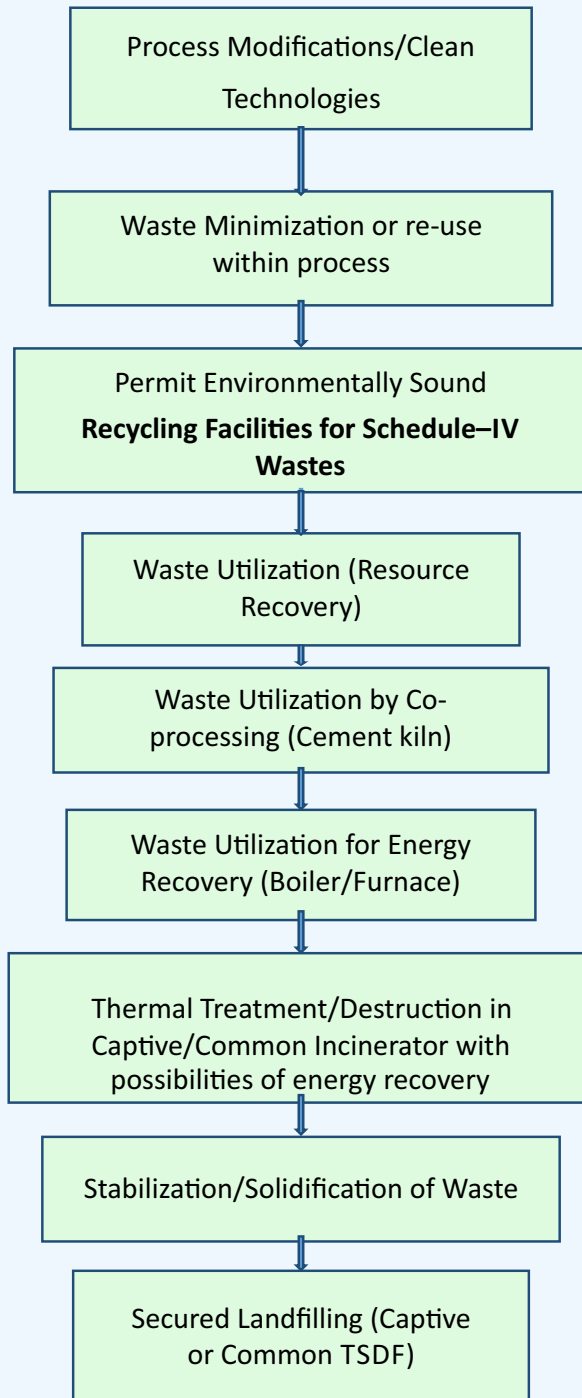 Process Modifications/Clean
Technologies
Waste Minimization or re-use
within process
Permit Environmentally Sound
Recycling Facilities for Schedule–IV
Wastes
Waste Utilization (Resource
Recovery)
Waste Utilization by Co-
processing (Cement kiln)
Waste Utilization for Energy
Recovery (Boiler/Furnace)
Thermal Treatment/Destruction in
Captive/Common Incinerator with
possibilities of energy recovery
Stabilization/Solidification of Waste
Secured Landfilling (Captive
or Common TSDF)